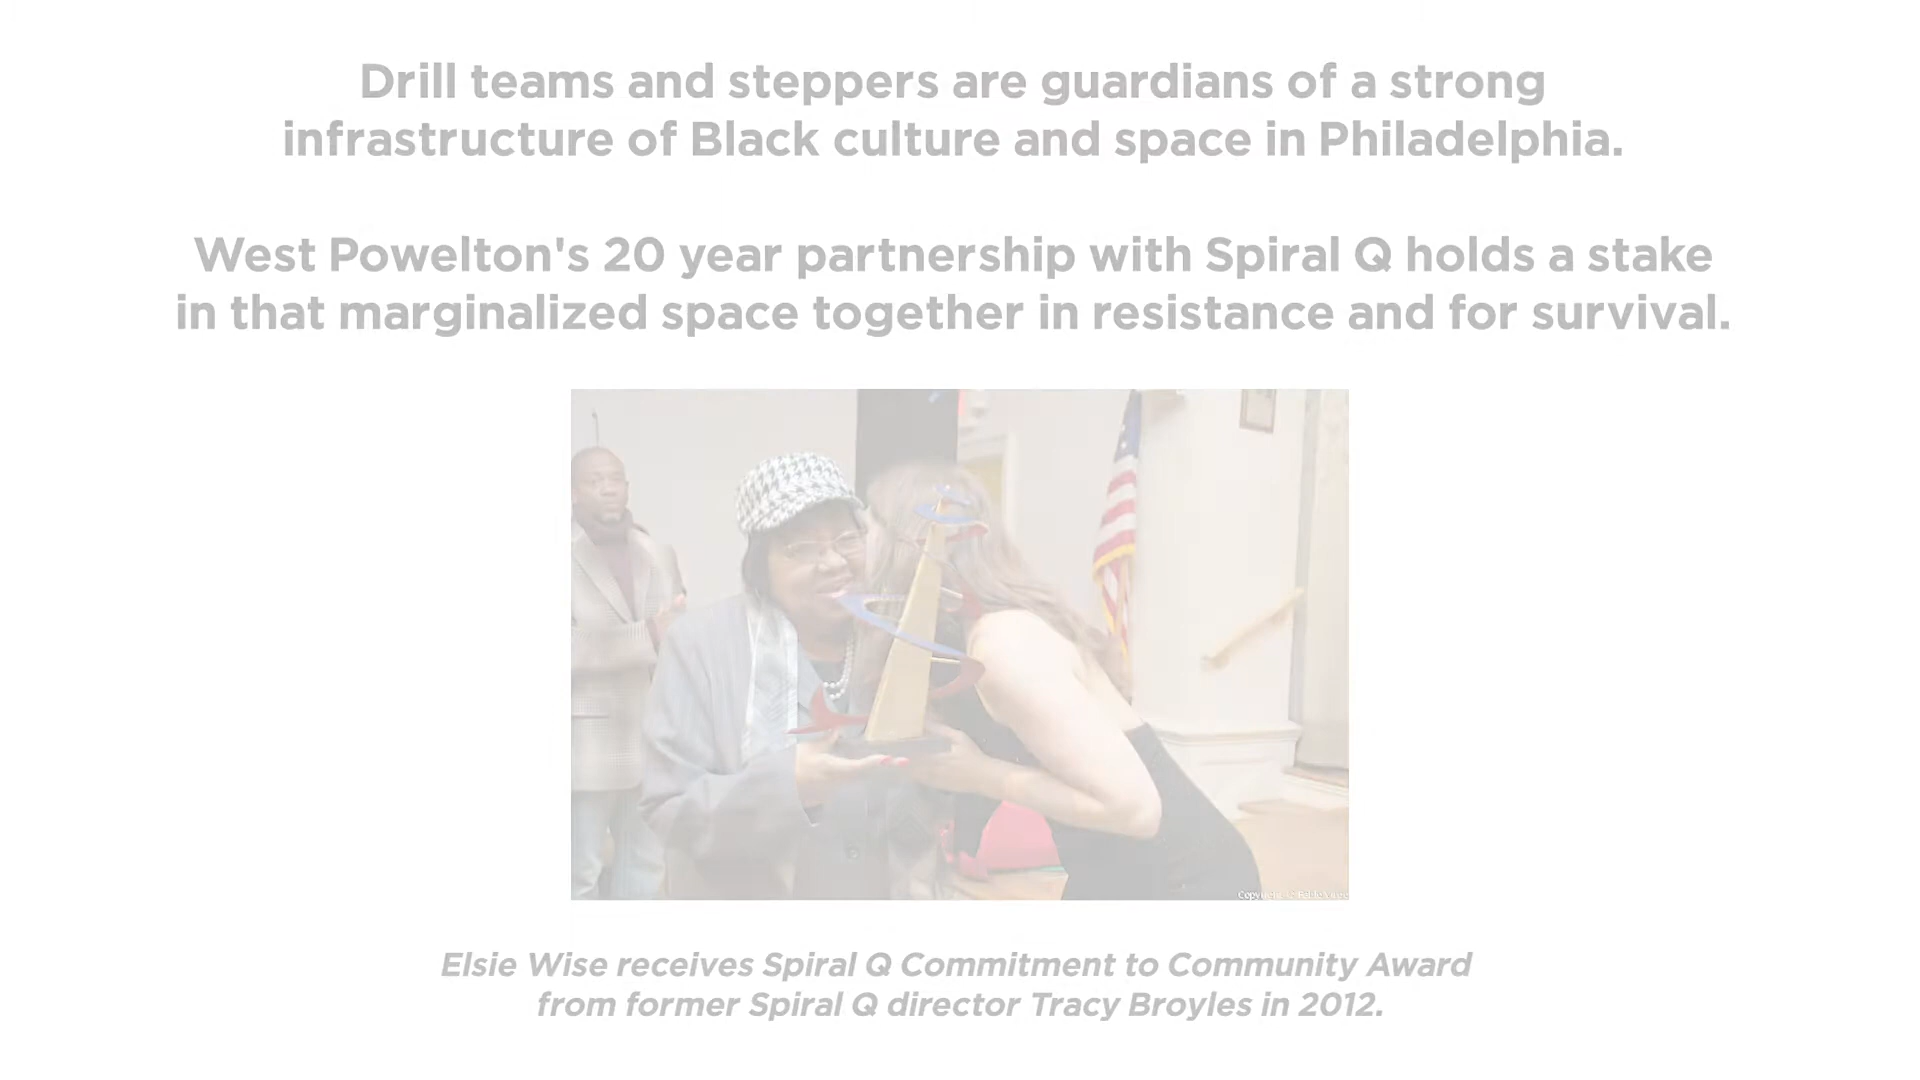 Drill teams and steppers are guardians of a strong
infrastructure of Black culture and space in Philadelphia.
West Powelton's 20 year partnership with Spiral Q holds a stake
in that marginalized space together in resistance and for survival.
Copyright
Elsie Wise receives Spiral Q Commitment to Community Award
from former Spiral Q director Tracy Broyles in 2012.